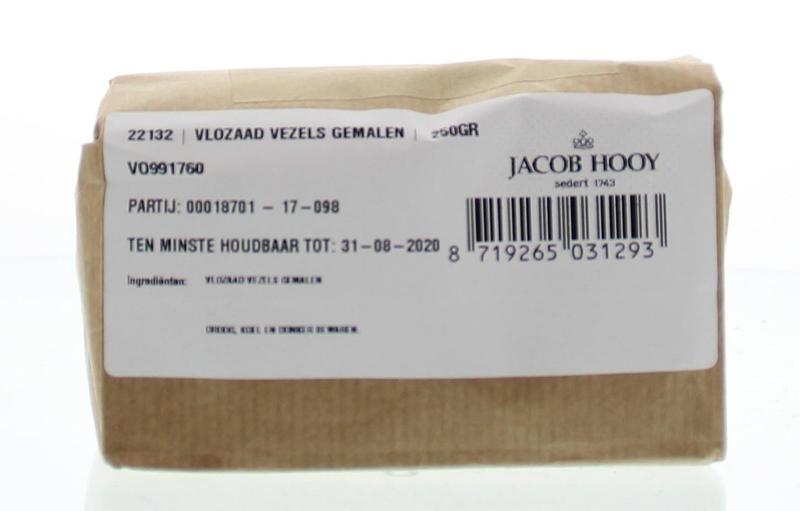 22132 | VLOZAAD VEZELS GEMALEN | 250GR
VO991760
PARTIJ: 00018701 - 17-098
TEN MINSTE HOUDBAAR TOT: 31-08-2020
Ingrediënten: VLOZAAD VEZELS GEMALEN
DROOG, KOEL EN DONKER BEWAREN.
JACOB HOOY
sedert 1743
8 719265 031293